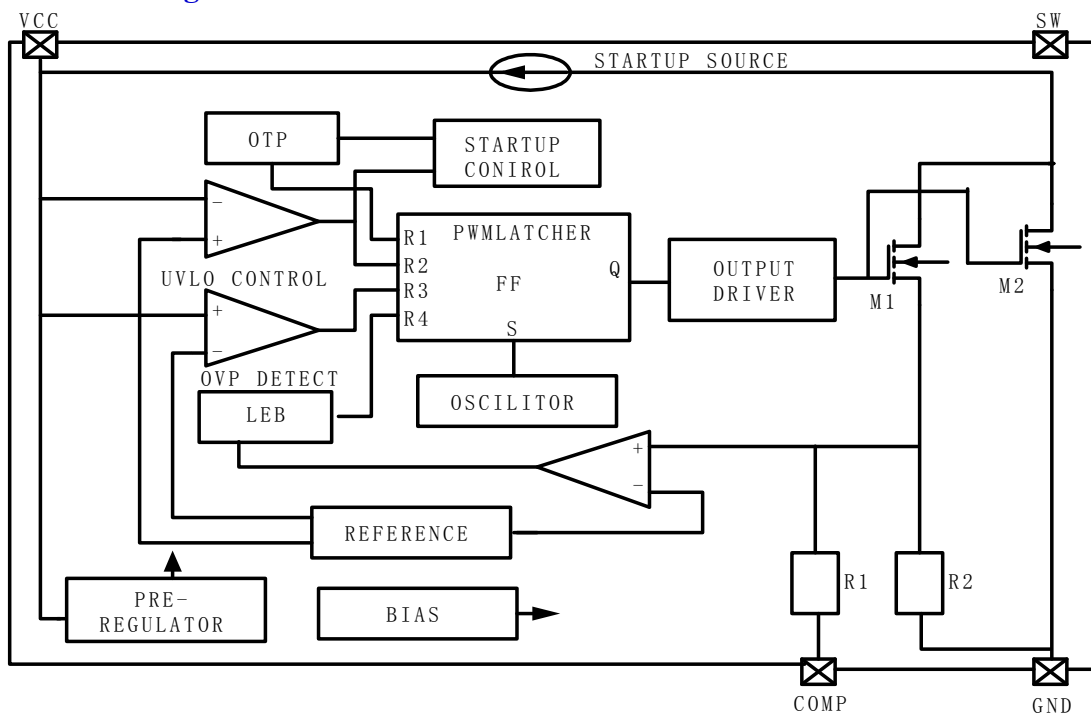 VCC
SW
STARTUP SOURCE
OTP
STARTUP
CONIROL
−
+
UVLO CONTROL
R1
R2
R3
R4
PWMLATCHER
FF
Q
S
OUTPUT
DRIVER
M1
M2
+
−
OVP DETECT
LEB
OSCILITOR
+
−
REFERENCE
R1
R2
PRE-
REGULATOR
BIAS
COMP
GND